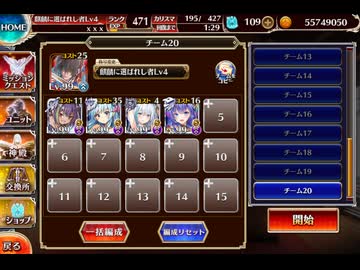 HOME
麒麟に選ばれし者Lv4
ランク
EXP
471
カリスマ
195/427
1:29
109
55749050
チーム20
コスト25
Lv.99
麒麟に選ばれし者Lv4
x x x
コピー
コスト11
コスト35
コスト4
コスト16
5
6
7
8
9
10
11
12
13
14
15
一括編成
編成リセット
ミッション
クエスト
ユニット
神殿
交換所
ショップ
戻る
チーム13
チーム14
チーム15
チーム16
チーム17
チーム18
チーム19
チーム20
開始